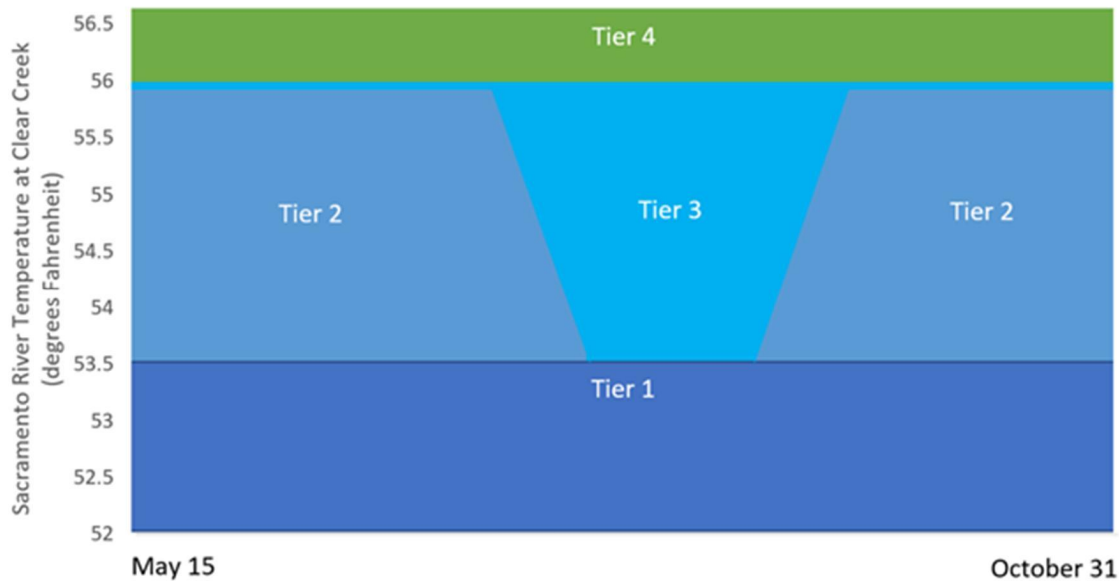 Sacramento River Temperature at Clear Creek
(degrees Fahrenheit)
56.5
56
55.5
55
54.5
54
53.5
53
52.5
52
Tier 4
Tier 2
Tier 3
Tier 2
Tier 1
May 15
October 31